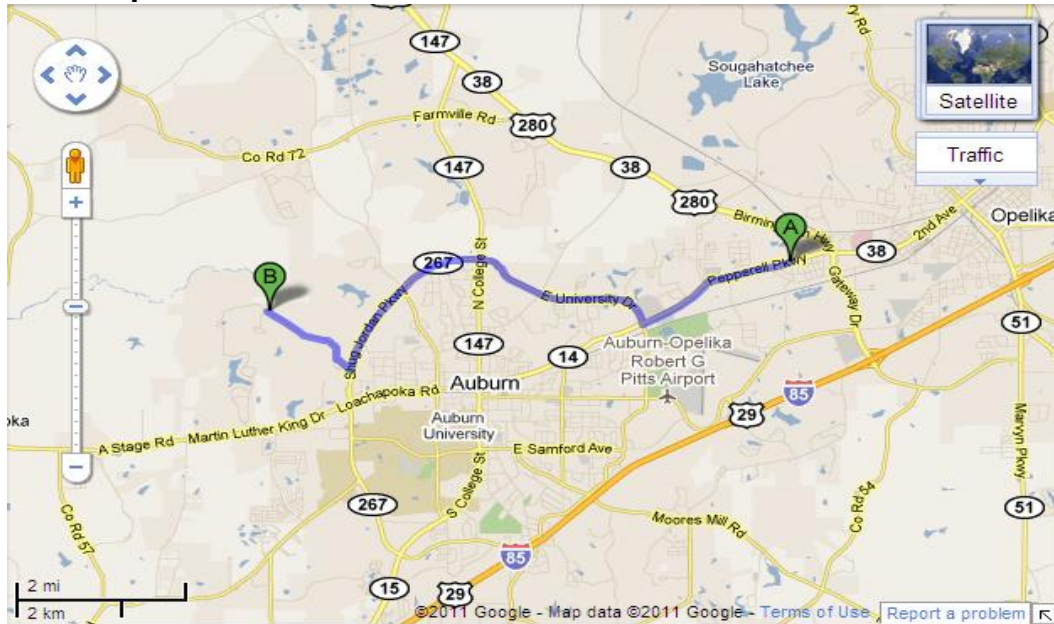 147
38
Sougahatchee
Lake
Satellite
Farmville Rd
280
Co Rd 72
147
38
Traffic
280
Birmingham Hwy
2nd Ave
Opelika
A
38
267
N College St
Pepperell Pkwy
B
E University Dr
Gateway Dr
Shug Jordan Pkwy
51
147
14
Auburn-Opelika
Robert G
Pitts Airport
Auburn
85
Loachapoka Rd
29
oka
Martin Luther King Dr
Auburn
University
A Stage Rd
E Samford Ave
Marvyn Pkwy
S College St
267
Co Rd 54
51
Moores Mill Rd
Co Rd 57
85
15
29
2 mi
2 km
©2011 Google - Map data ©2011 Google - Terms of Use
Report a problem